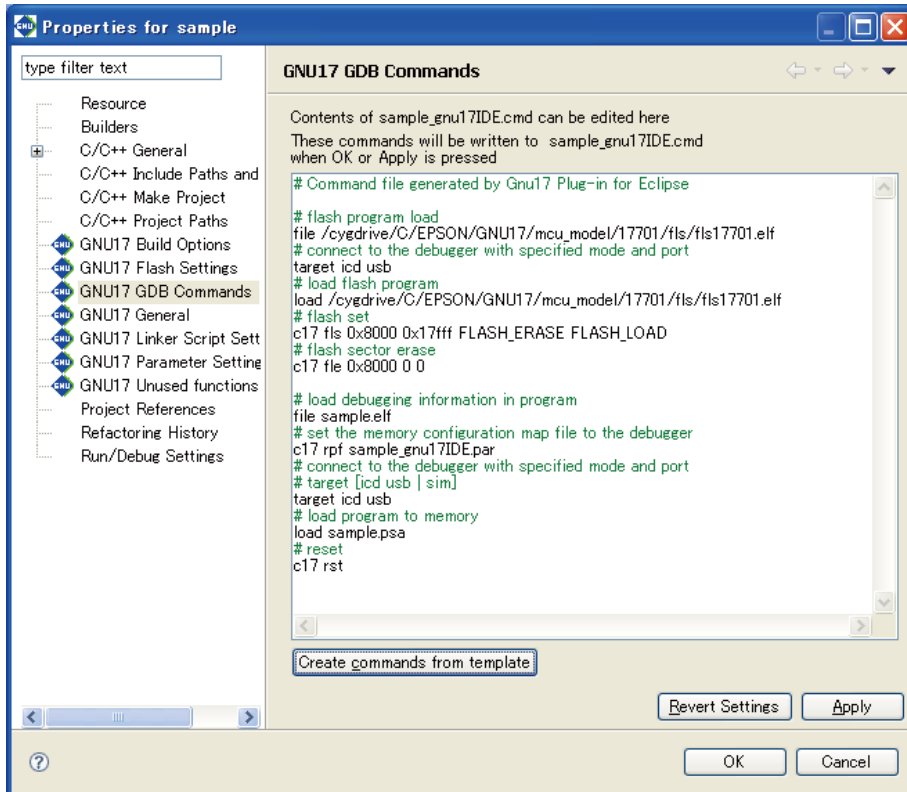 Properties for sample
type filter text
Resource
Builders
C/C++ General
C/C++ Include Paths and
C/C++ Make Project
C/C++ Project Paths
GNU GNU17 Build Options
GNU GNU17 Flash Settings
GNU GNU17 GDB Commands
GNU GNU17 General
GNU GNU17 Linker Script Sett
GNU GNU17 Parameter Setting
GNU GNU17 Unused functions
Project References
Refactoring History
Run/Debug Settings
GNU17 GDB Commands
Contents of sample_gnu17IDE.cmd can be edited here
These commands will be written to sample_gnu17IDE.cmd
when OK or Apply is pressed
# Command file generated by Gnu17 Plug-in for Eclipse
# flash program load
file /cygdrive/C/EPSON/GNU17/mcu_model/17701/fls/fls17701.elf
# connect to the debugger with specified mode and port
target icd usb
# load flash program
load /cygdrive/C/EPSON/GNU17/mcu_model/17701/fls/fls17701.elf
# flash set
c17 fls 0x8000 0x17fff FLASH_ERASE FLASH_LOAD
# flash sector erase
c17 fle 0x8000 0 0
# load debugging information in program
file sample.elf
# set the memory configuration map file to the debugger
c17 rpf sample_gnu17IDE.par
# connect to the debugger with specified mode and port
# target [icd usb | sim]
target icd usb
# load program to memory
load sample.psa
# reset
c17 rst
Create commands from template
Revert Settings
Apply
?
OK
Cancel